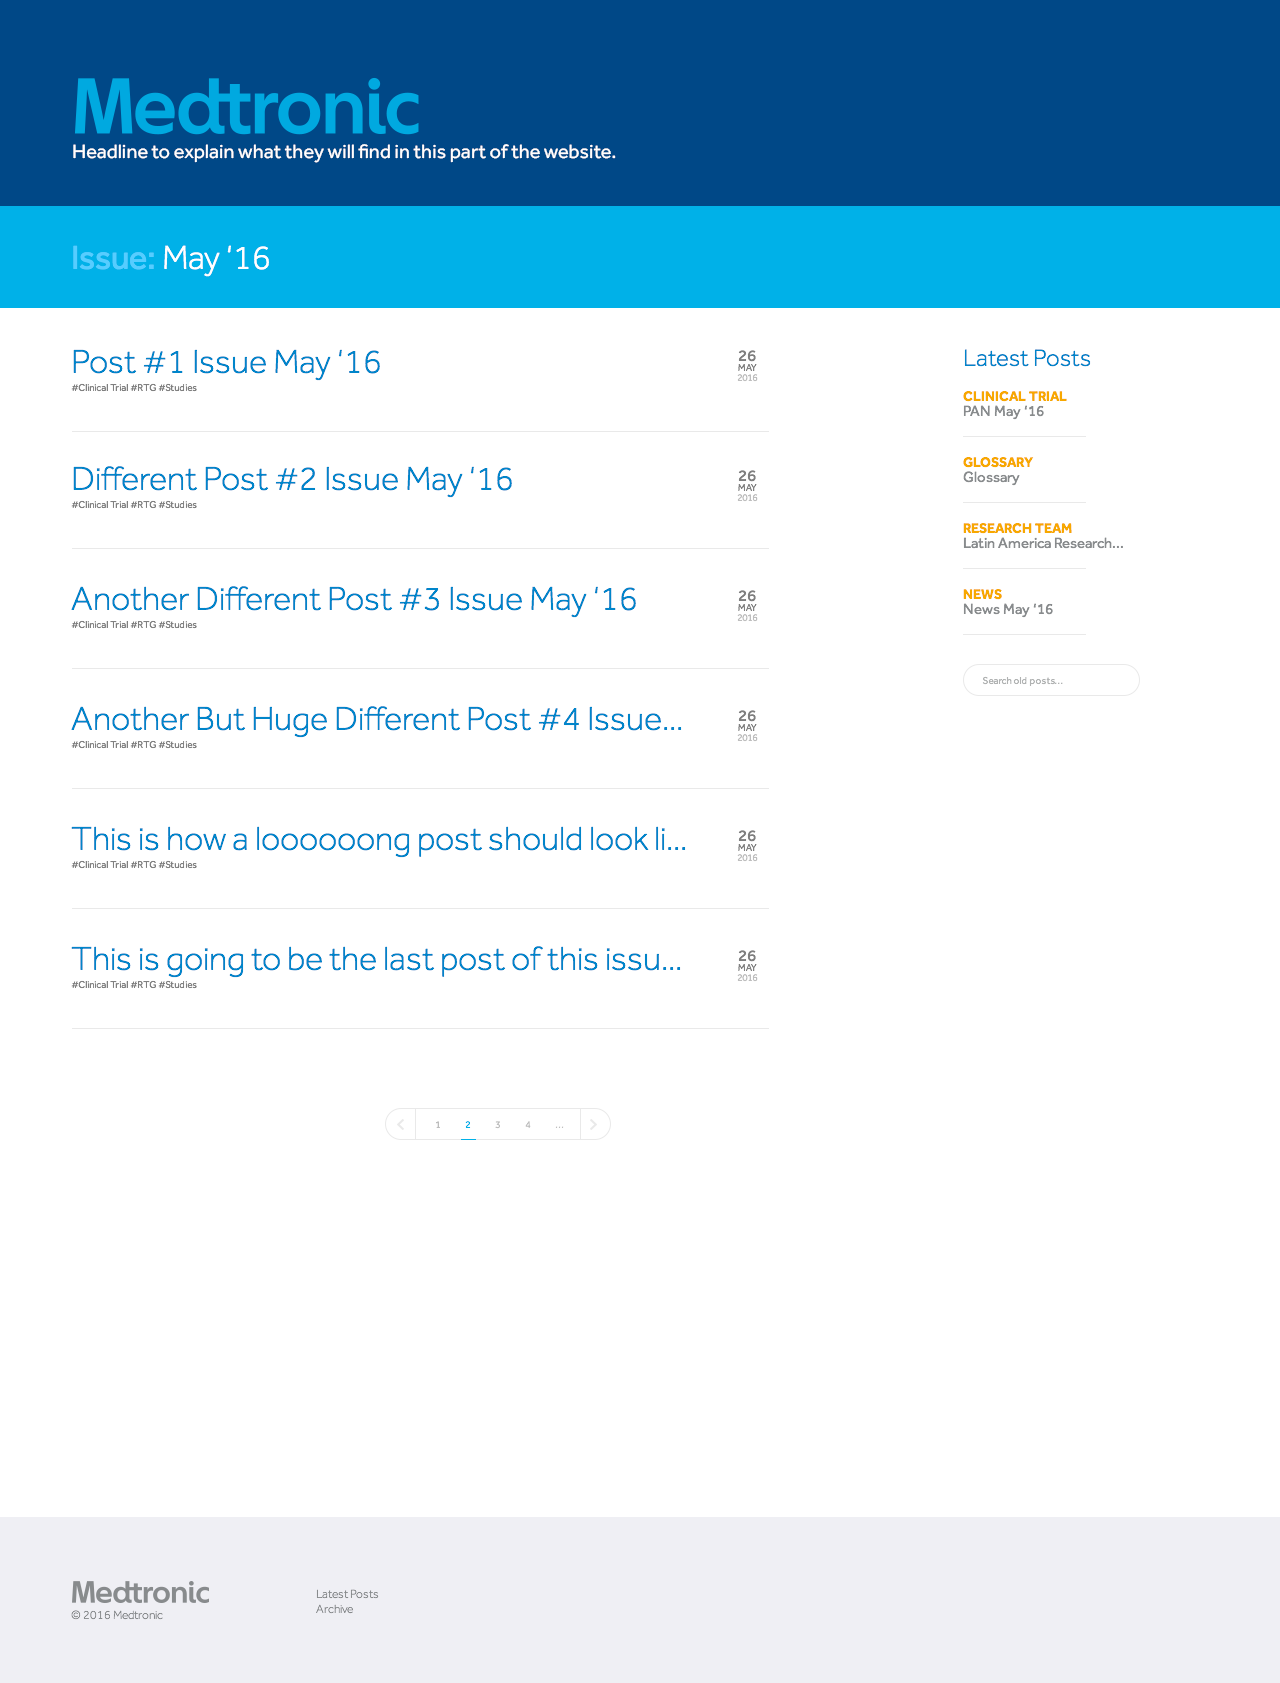 Medtronic
Headline to explain what they will find in this part of the website.
Issue: May ‘16
Post #1 Issue May ‘16
#Clinical Trial #RTG #Studies
26
MAY
2016
Different Post #2 Issue May ‘16
#Clinical Trial #RTG #Studies
26
MAY
2016
Another Different Post #3 Issue May ‘16
#Clinical Trial #RTG #Studies
26
MAY
2016
Another But Huge Different Post #4 Issue...
#Clinical Trial #RTG #Studies
26
MAY
2016
This is how a loooooong post should look li...
#Clinical Trial #RTG #Studies
26
MAY
2016
This is going to be the last post of this issu...
#Clinical Trial #RTG #Studies
26
MAY
2016
1 2 3 4 ...
Latest Posts
CLINICAL TRIAL
PAN May ‘16
GLOSSARY
Glossary
RESEARCH TEAM
Latin America Research...
NEWS
News May ‘16
Search old posts...
Medtronic
© 2016 Medtronic
Latest Posts
Archive